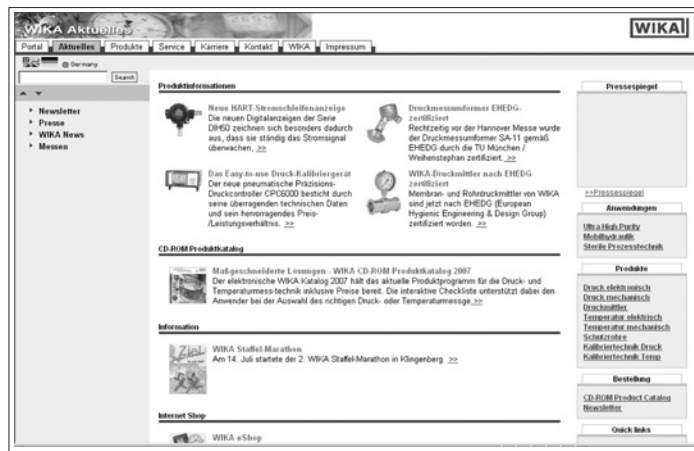 WIKA Aktuelles
WIKA
Portal Aktuelles Produkte Service Karriere Kontakt WIKA Impressum
@ Germany
Search
Newsletter
Presse
WIKA News
Messen
Produktinformationen
Neue HART-Stromschleifenanzeige
Die neuen Digitalanzeigen der Serie
DIH50 zeichnen sich besonders dadurch
aus, dass sie ständig das Stromsignal
überwachen, >>
Druckmessumformer EHEDG-
zertifiziert
Rechtzeitig vor der Hannover Messe wurde
der Druckmessumformer SA-11 gemäß
EHEDG durch die TU München /
Weihenstephan zertifiziert. >>
Das Easy-to-use Druck-Kalibriergerät
Der neue pneumatische Präzisions-
Druckcontroller CPC6000 besticht durch
seine überragenden technischen Daten
und sein hervorragendes Preis-
/Leistungsverhältnis. >>
WIKA-Druckmittler nach EHEDG
zertifiziert
Membran- und Rohrdruckmittler von WIKA
sind jetzt nach EHEDG (European
Hygienic Engineering & Design Group)
zertifiziert worden. >>
CD-ROM Produktkatalog
Maßgeschneiderte Lösungen - WIKA CD-ROM Produktkatalog 2007
Der elektronische WIKA Katalog 2007 hält das aktuelle Produktprogramm für die Druck- und
Temperaturmess-technik inklusive Preise bereit. Die interaktive Checkliste unterstützt dabei den
Anwender bei der Auswahl des richtigen Druck- oder Temperaturmessge.>>
Information
Ziel
WIKA Staffel-Marathon
Am 14. Juli startete der 2. WIKA Staffel-Marathon in Klingenberg. >>
Internet Shop
WIKA eShop
Pressespiegel
>>Pressespiegel
Anwendungen
Ultra High Purity
Mobilhydraulik
Sterile Prozesstechnik
Produkte
Druck elektronisch
Druck mechanisch
Druckmittler
Temperatur elektrisch
Temperatur mechanisch
Schutzrohre
Kalibriertechnik Druck
Kalibriertechnik Temp
Bestellung
CD-ROM Product Catalog
Newsletter
Quick links